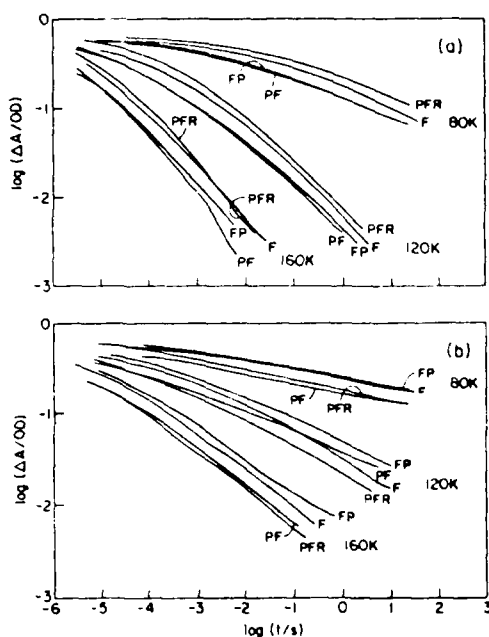 (a)
0
-1
-2
-3
log (ΔA/OD)
FP
PF
PFR
F
80K
PFR
PFR
FP
F
PF
160K
PF
PFR
FP
F
120K
(b)
0
-1
-2
-3
log (ΔA/OD)
FP
F
80K
PF
PFR
FP
PF
F
PFR
120K
FP
F
PF
PFR
160K
-6 -5 -4 -3 -2 -1 0 1 2 3
log (t/s)